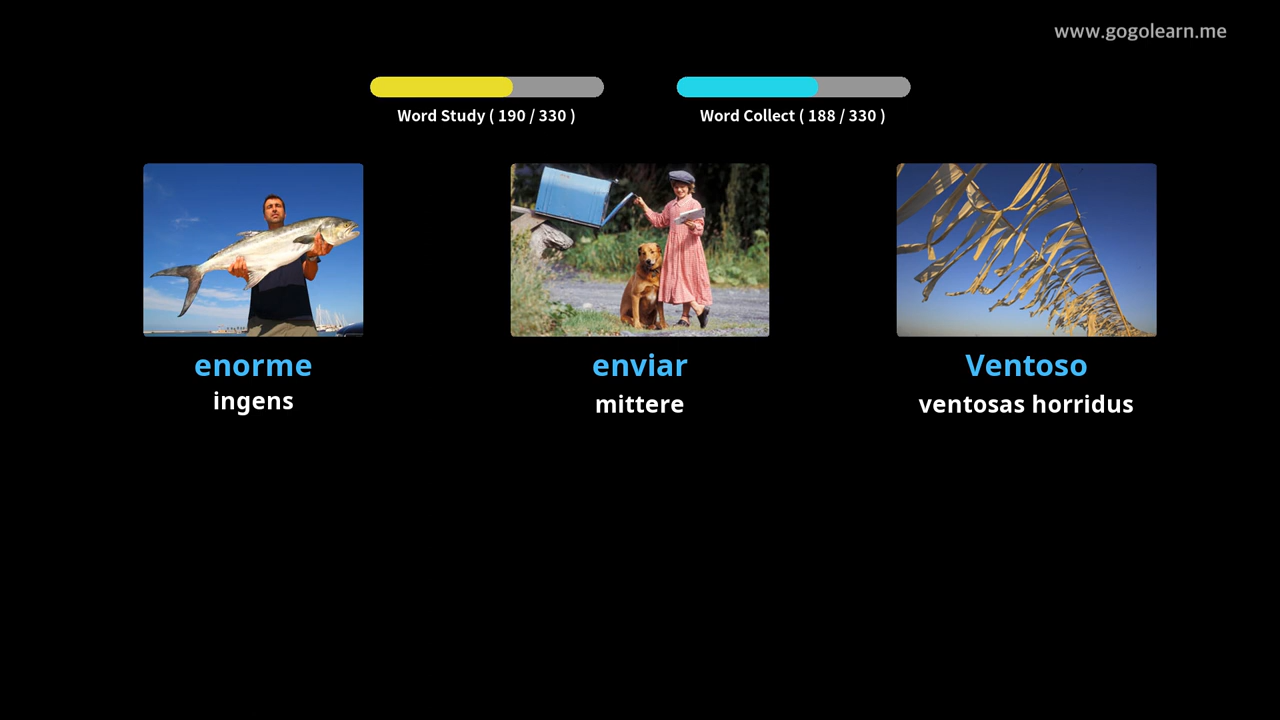 www.gogolearn.me
Word Study ( 190 / 330 )
Word Collect ( 188 / 330 )
enorme
ingens
enviar
mittere
Ventoso
ventosas horridus